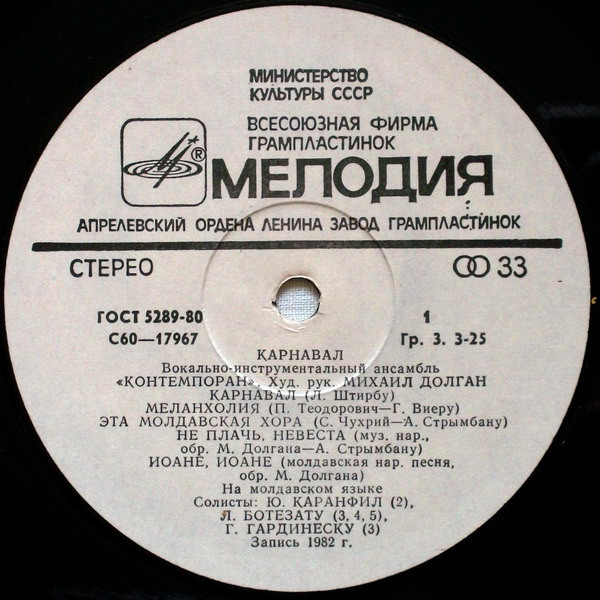 МИНИСТЕРСТВО
КУЛЬТУРЫ СССР
ВСЕСОЮЗНАЯ ФИРМА
ГРАМПЛАСТИНОК
®
МЕЛОДИЯ
АПРЕЛЕВСКИЙ ОРДЕНА ЛЕНИНА ЗАВОД ГРАМПЛАСТИНОК
СТЕРЕО
33
ГОСТ 5289-80
1
С60—17967
Гр. 3. 3-25
КАРНАВАЛ
Вокально-инструментальный ансамбль
«КОНТЕМПОРАН». Худ. рук. МИХАИЛ ДОЛГАН
КАРНАВАЛ (Л. Штирбу)
МЕЛАНХОЛИЯ (П. Теодорович—Г. Виеру)
ЭТА МОЛДАВСКАЯ ХОРА (С. Чухрий—А. Стрымбану)
НЕ ПЛАЧЬ, НЕВЕСТА (муз. нар.,
обр. М. Долгана—А. Стрымбану)
ИОАНЕ, ИОАНЕ (молдавская нар. песня,
обр. М. Долгана)
На молдавском языке
Солисты: Ю. КАРАНФИЛ (2),
Л. БОТЕЗАТУ (3, 4, 5),
Г. ГАРДИНЕСКУ (3)
Запись 1982 г.